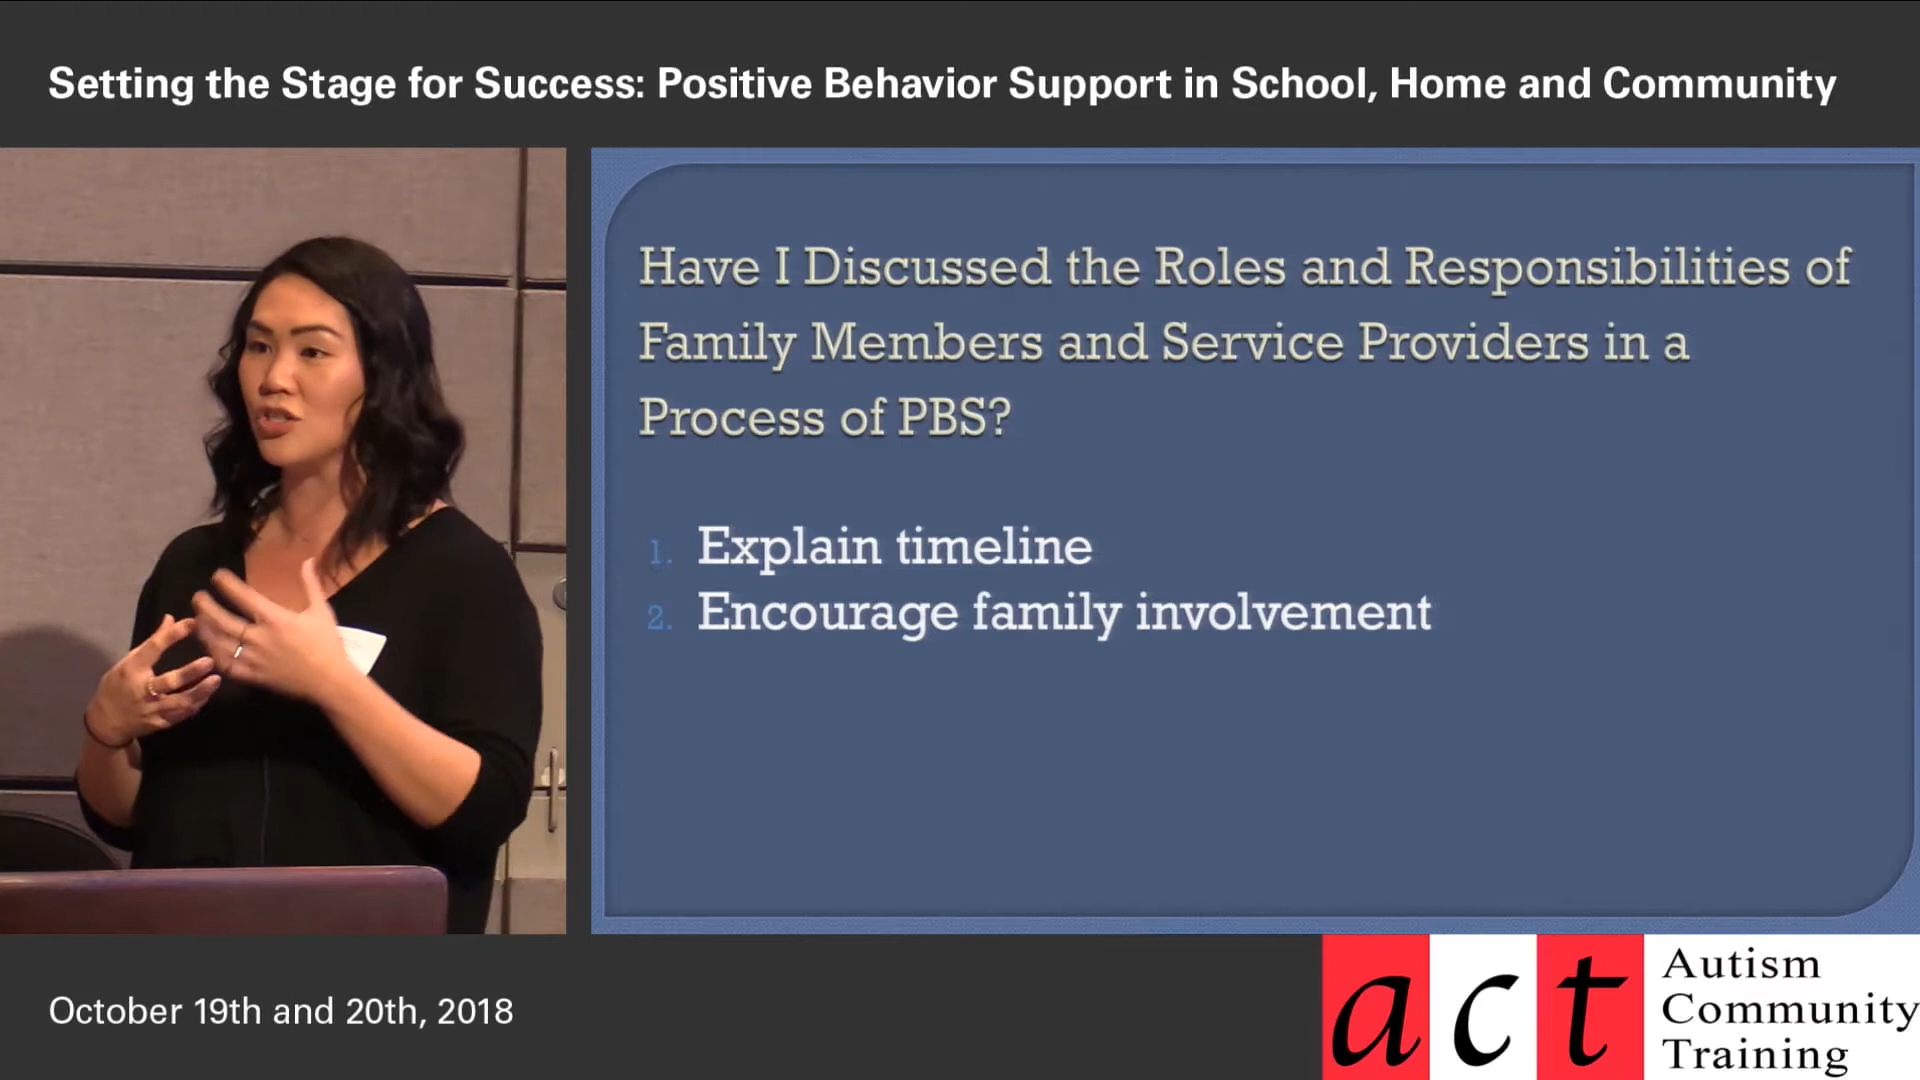 Setting the Stage for Success: Positive Behavior Support in School, Home and Community
Have I Discussed the Roles and Responsibilities of
Family Members and Service Providers in a
Process of PBS?
1. Explain timeline
2. Encourage family involvement
October 19th and 20th, 2018
act
Autism
Community
Training